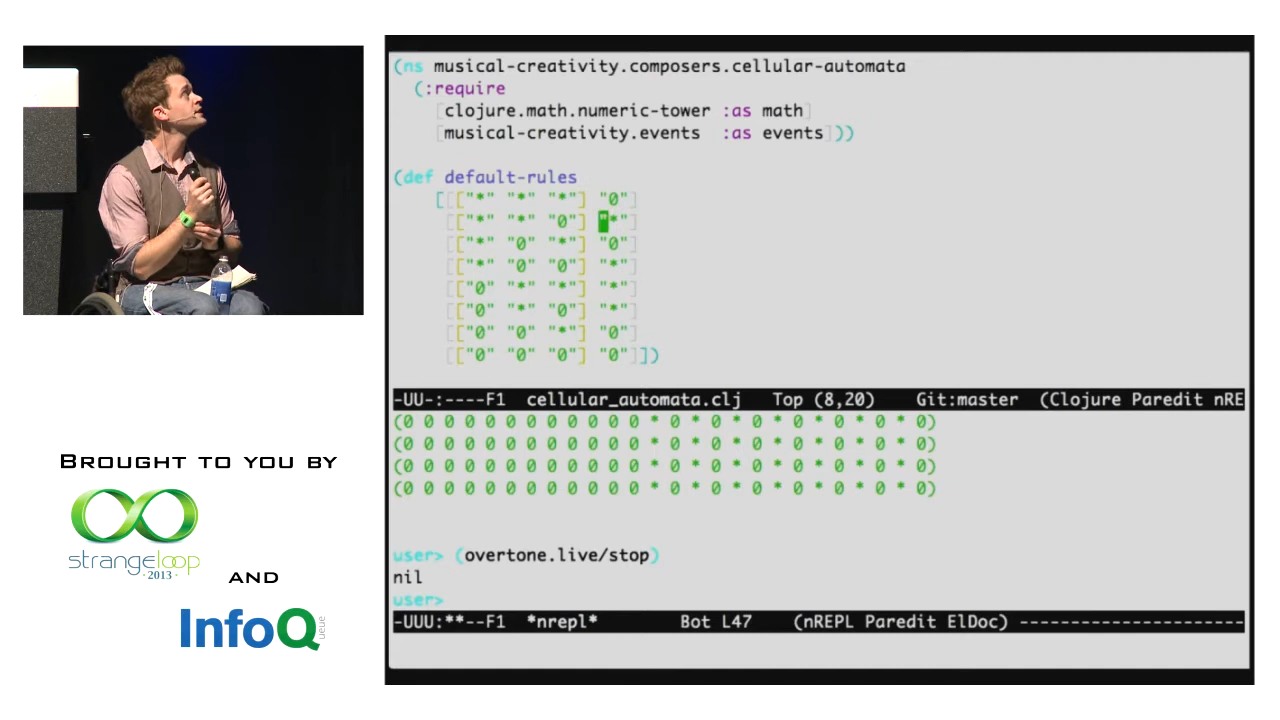 (ns musical-creativity.composers.cellular-automata
(:require
[clojure.math.numeric-tower :as math]
[musical-creativity.events :as events]))
(def default-rules
[[["*" "*" "*"] "0"]
[["*" "*" "0"] "*"]
[["*" "0" "*"] "0"]
[["*" "0" "0"] "*"]
[["0" "*" "*"] "*"]
[["0" "*" "0"] "*"]
[["0" "0" "*"] "0"]
[["0" "0" "0"] "0"]])
-UU-:----F1 cellular_automata.clj Top (8,20) Git:master (Clojure Paredit nRE
(0 0 0 0 0 0 0 0 0 0 0 0 * 0 * 0 * 0 * 0 * 0 * 0 * 0 * 0)
(0 0 0 0 0 0 0 0 0 0 0 0 * 0 * 0 * 0 * 0 * 0 * 0 * 0 * 0)
(0 0 0 0 0 0 0 0 0 0 0 0 * 0 * 0 * 0 * 0 * 0 * 0 * 0 * 0)
(0 0 0 0 0 0 0 0 0 0 0 0 * 0 * 0 * 0 * 0 * 0 * 0 * 0 * 0)
user> (overtone.live/stop)
nil
user>
-UUU:**--F1 *nrepl* Bot L47 (nREPL Paredit ElDoc) ---------------------
BROUGHT TO YOU BY
strangeloop
·2013·
AND
InfoQ
ueue